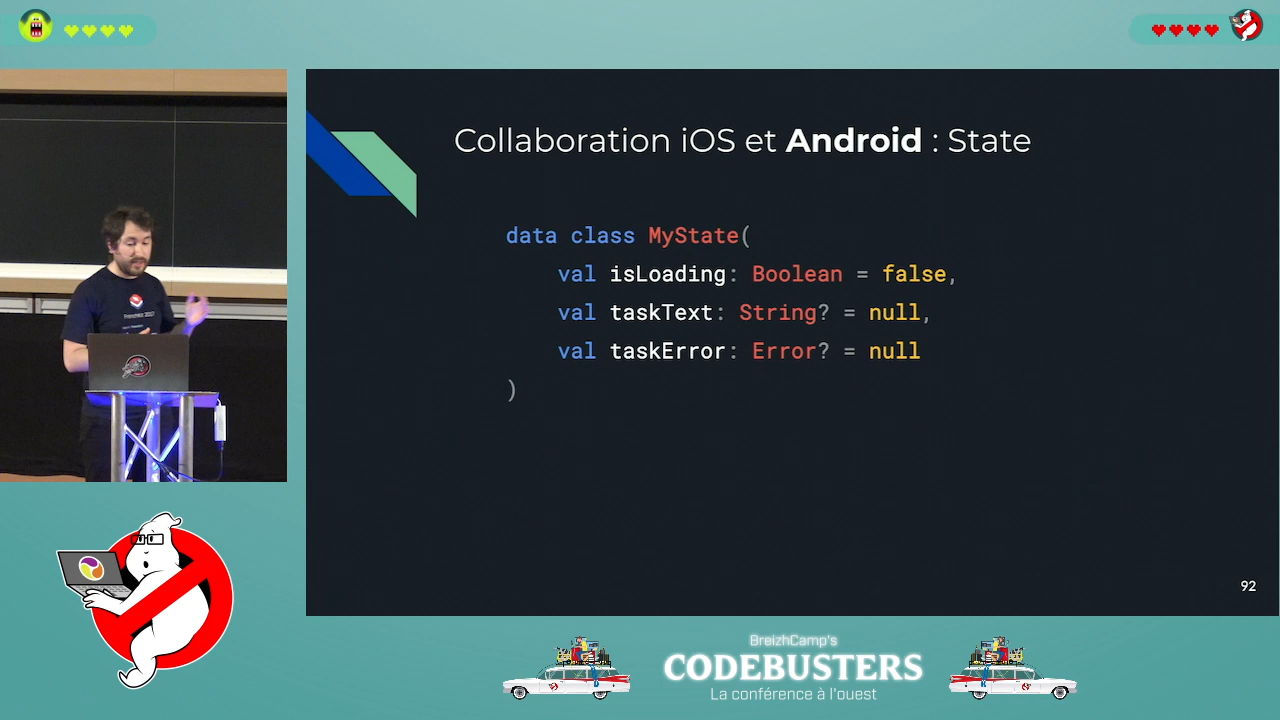 Collaboration iOS et Android : State
data class MyState(
    val isLoading: Boolean = false,
    val taskText: String? = null,
    val taskError: Error? = null
)
92
BreizhCamp's
CODEBUSTERS
La conférence à l'ouest